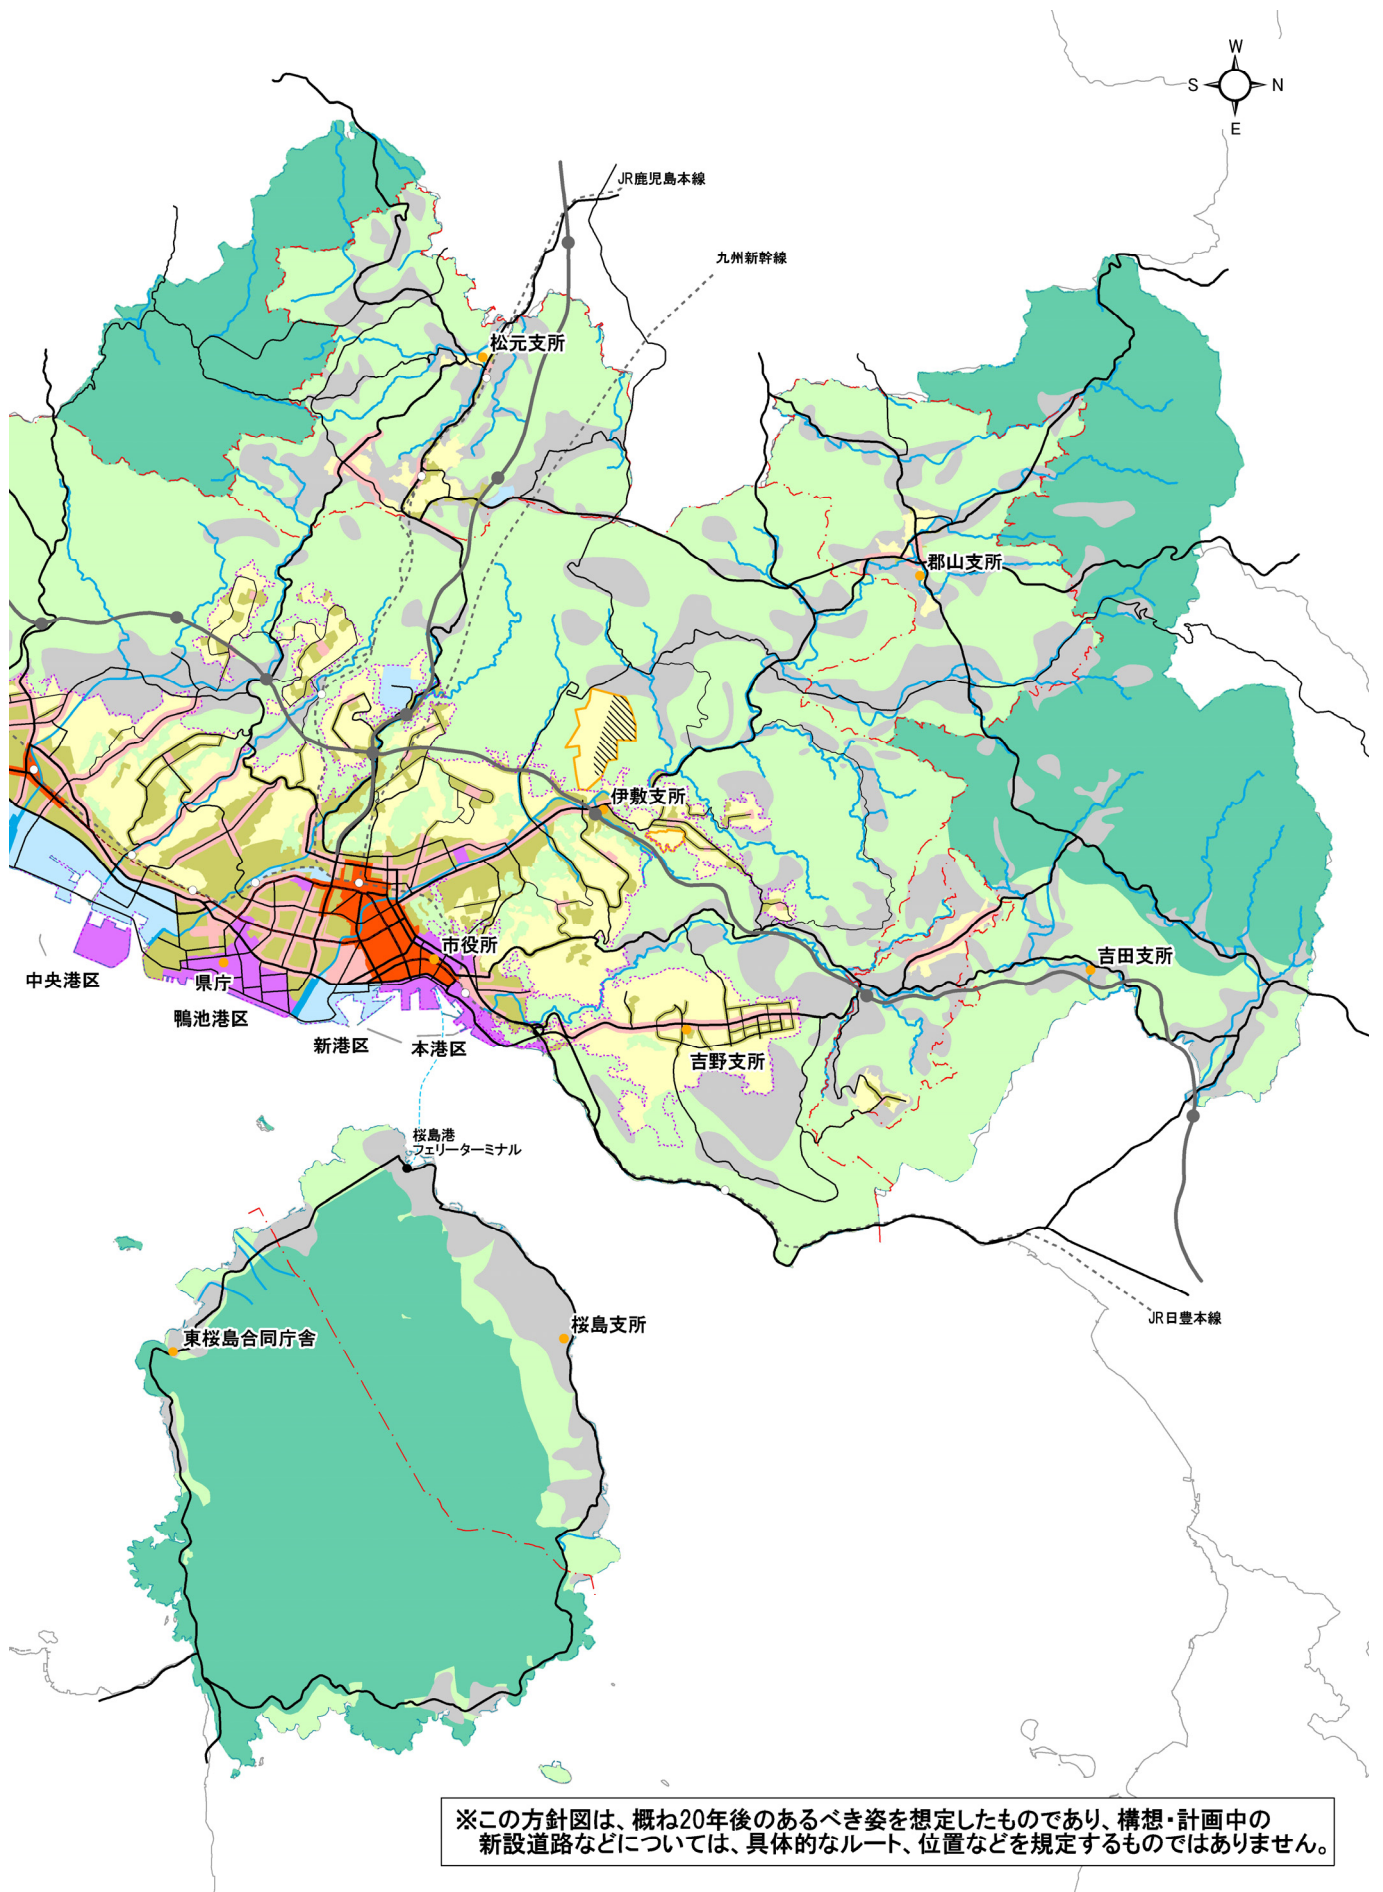 W
S
N
E
JR鹿児島本線
九州新幹線
松元支所
郡山支所
伊敷支所
市役所
吉田支所
中央港区
県庁
鴨池港区
新港区
本港区
吉野支所
桜島港
フェリーターミナル
JR日豊本線
東桜島合同庁舎
桜島支所
※この方針図は、概ね20年後のあるべき姿を想定したものであり、構想・計画中の
新設道路などについては、具体的なルート、位置などを規定するものではありません。